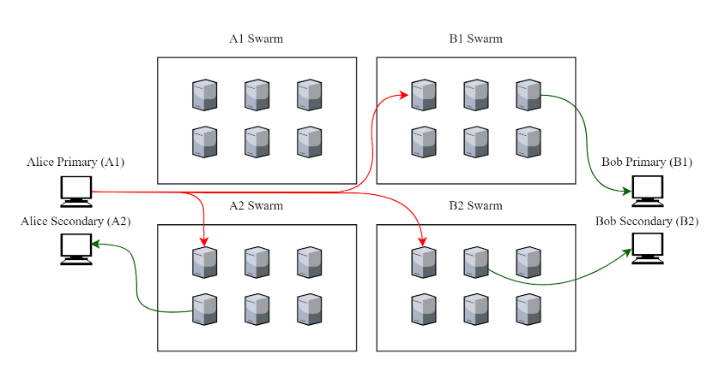 A1 Swarm
B1 Swarm
Alice Primary (A1)
Bob Primary (B1)
Alice Secondary (A2)
A2 Swarm
B2 Swarm
Bob Secondary (B2)